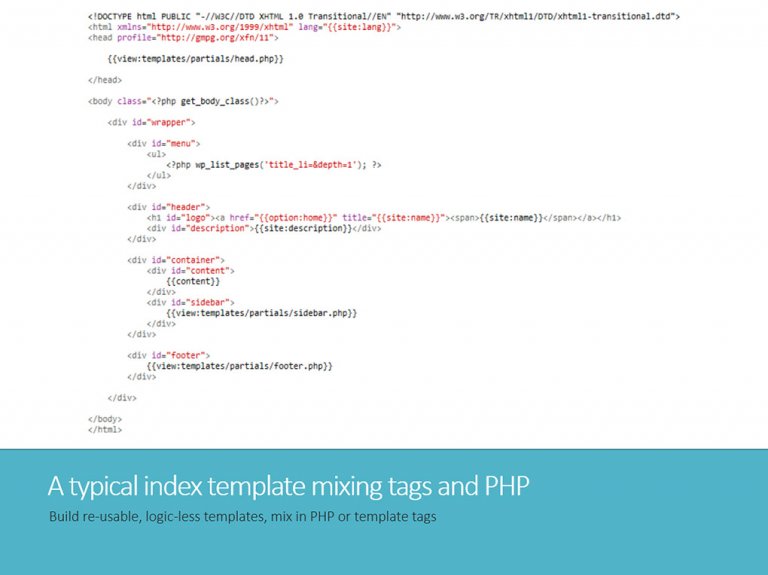 <!DOCTYPE html PUBLIC "-//W3C//DTD XHTML 1.0 Transitional//EN" "http://www.w3.org/TR/xhtml1/DTD/xhtml1-transitional.dtd">
<html xmlns="http://www.w3.org/1999/xhtml" lang="{{site:lang}}">
<head profile="http://gmpg.org/xfn/11">
{{view:templates/partials/head.php}}
</head>
<body class="<?php get_body_class()?>">
<div id="wrapper">
<div id="menu">
<ul>
<?php wp_list_pages('title_li=&depth=1'); ?>
</ul>
</div>
<div id="header">
<h1 id="logo"><a href="{{option:home}}" title="{{site:name}}"><span>{{site:name}}</span></a></h1>
<div id="description">{{site:description}}</div>
</div>
<div id="container">
<div id="content">
{{content}}
</div>
<div id="sidebar">
{{view:templates/partials/sidebar.php}}
</div>
</div>
<div id="footer">
{{view:templates/partials/footer.php}}
</div>
</div>
</body>
</html>
A typical index template mixing tags and PHP
Build re-usable, logic-less templates, mix in PHP or template tags